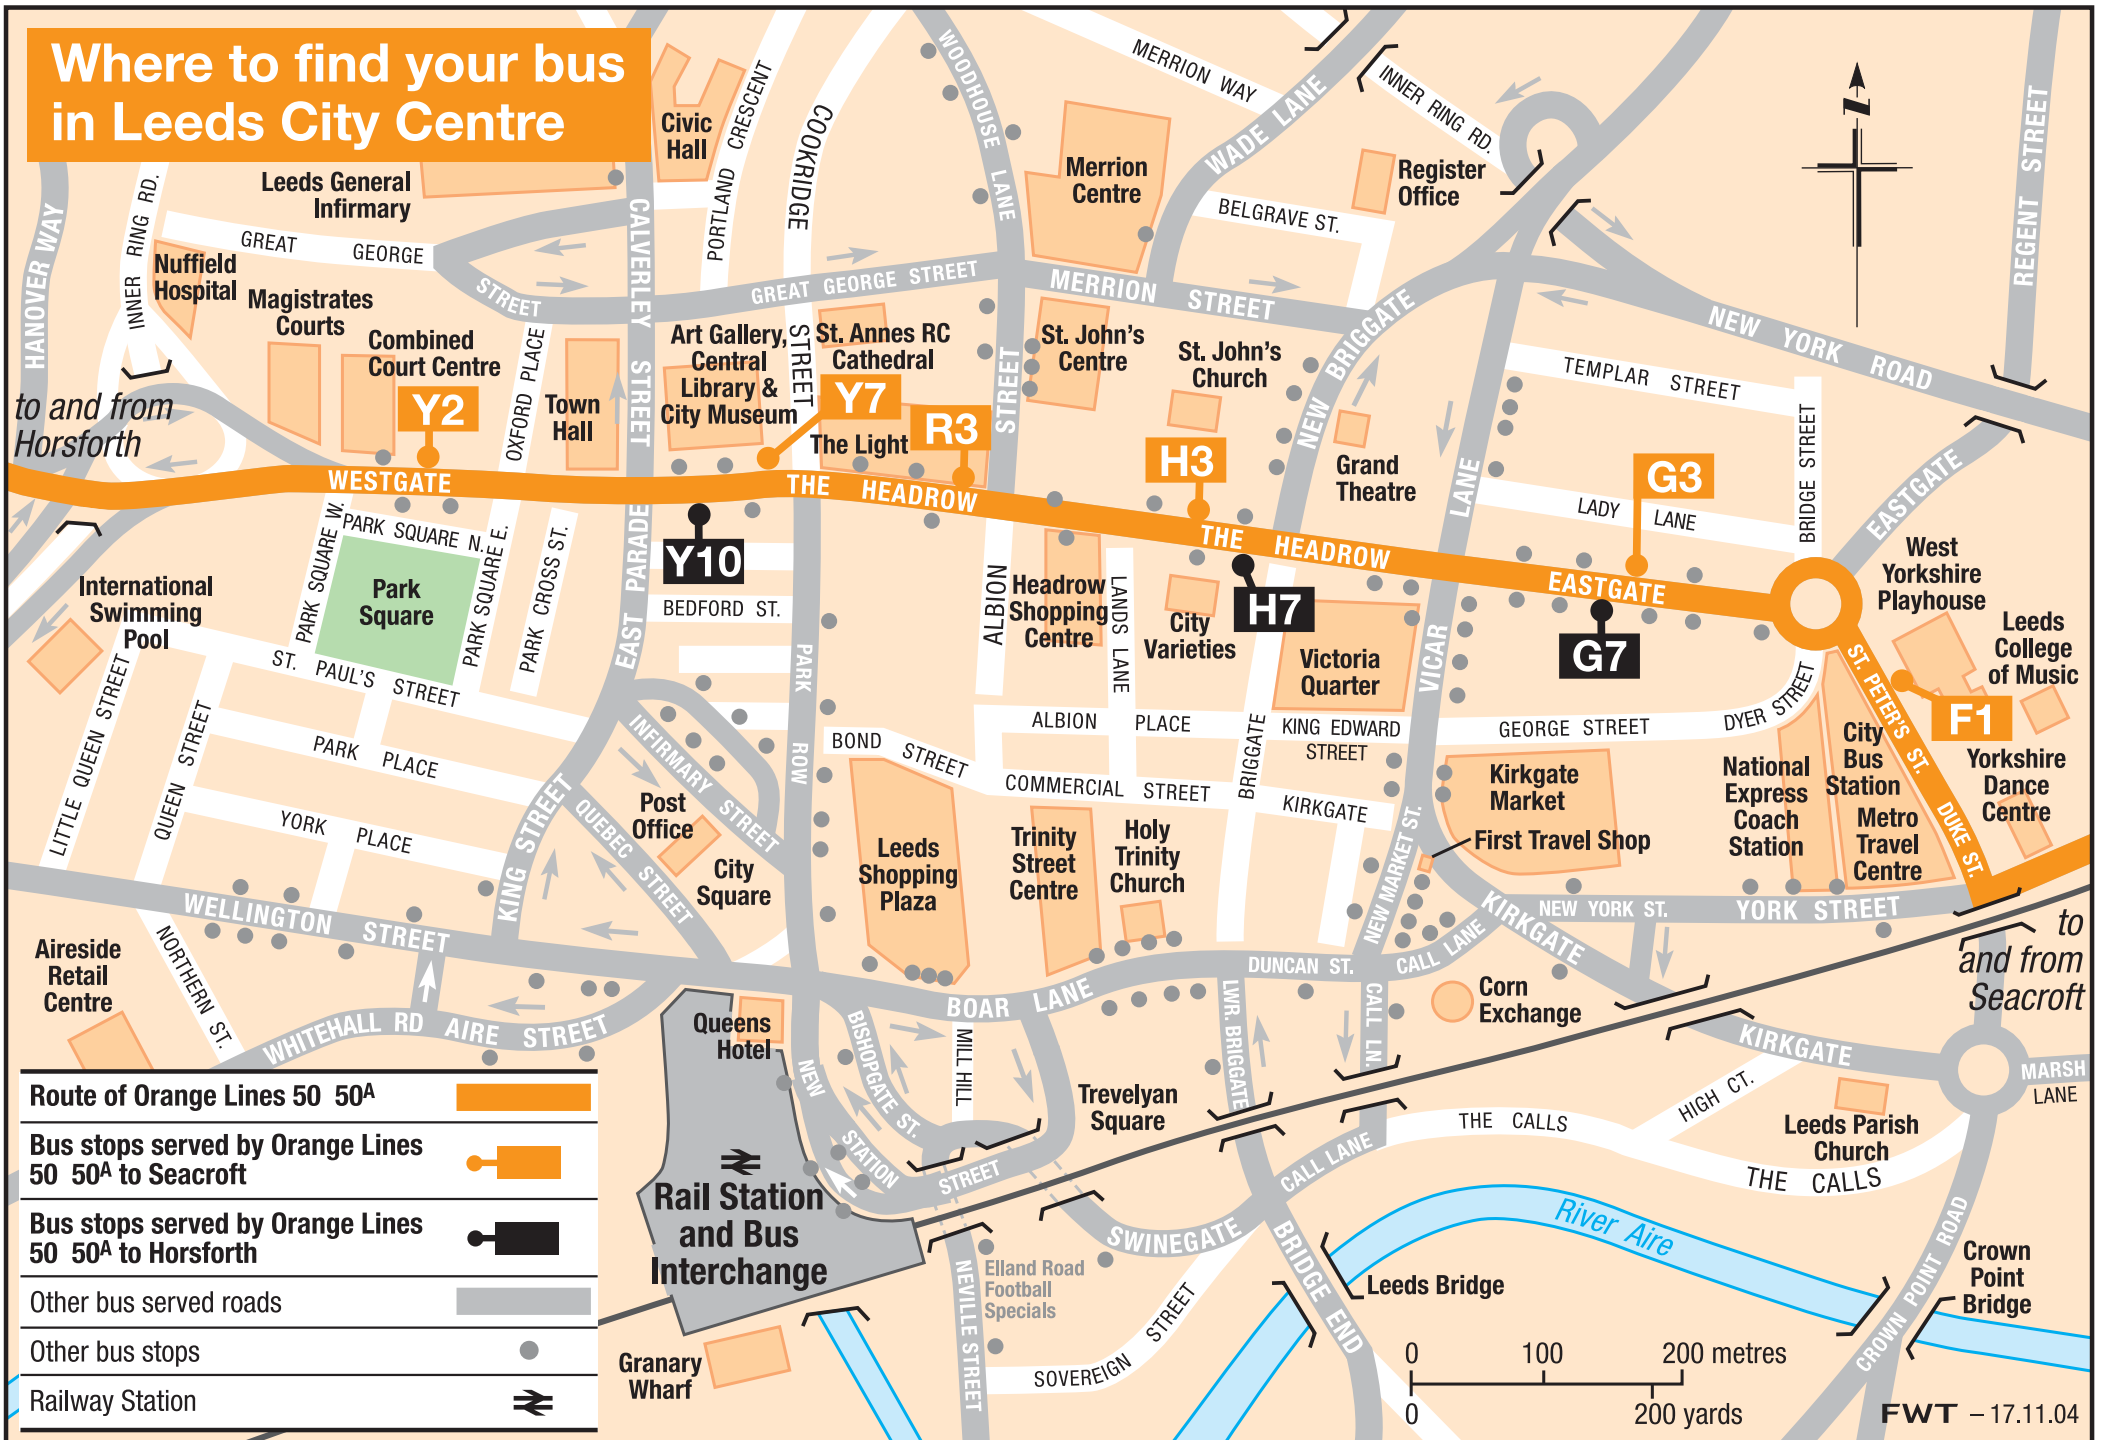 Where to find your bus
in Leeds City Centre
Civic
Hall
PORTLAND CRESCENT
COOKRIDGE
STREET
WOODHOUSE LANE
MERRION WAY
WADE LANE
INNER RING RD.
Register
Office
REGENT STREET
Merrion
Centre
BELGRAVE ST.
Leeds General
Infirmary
HANOVER WAY
INNER RING RD.
GREAT GEORGE
STREET
CALVERLEY STREET
GREAT GEORGE STREET
MERRION STREET
Nuffield
Hospital
Magistrates
Courts
Combined
Court Centre
Y2
OXFORD PLACE
Town
Hall
Art Gallery,
Central
Library &
City Museum
St. Annes RC
Cathedral
Y7
The Light
R3
STREET
St. John's
Centre
St. John's
Church
H3
NEW BRIGGATE
Grand
Theatre
VICAR LANE
NEW YORK ROAD
TEMPLAR STREET
LADY LANE
BRIDGE STREET
G3
EASTGATE
to and from
Horsforth
WESTGATE
THE HEADROW
THE HEADROW
EASTGATE
PARK SQUARE W.
PARK SQUARE N.
PARK SQUARE E.
PARK CROSS ST.
EAST PARADE
Park
Square
Y10
BEDFORD ST.
PARK ROW
International
Swimming
Pool
ST. PAUL'S STREET
LITTLE QUEEN STREET
QUEEN STREET
PARK PLACE
YORK PLACE
KING STREET
INFIRMARY STREET
QUEBEC STREET
Post
Office
City
Square
ALBION
Headrow
Shopping
Centre
LANDS LANE
City
Varieties
H7
Victoria
Quarter
G7
West
Yorkshire
Playhouse
Leeds
College
of Music
ST. PETER'S ST.
F1
DYER STREET
BOND STREET
ALBION PLACE
KING EDWARD
STREET
GEORGE STREET
BRIGGATE
COMMERCIAL STREET
KIRKGATE
Leeds
Shopping
Plaza
Trinity
Street
Centre
Holy
Trinity
Church
Kirkgate
Market
First Travel Shop
NEW MARKET ST.
National
Express
Coach
Station
City
Bus
Station
Metro
Travel
Centre
Yorkshire
Dance
Centre
DUKE ST.
NEW YORK ST.
YORK STREET
KIRKGATE
to
and from
Seacroft
WELLINGTON STREET
NORTHERN ST.
Aireside
Retail
Centre
WHITEHALL RD
AIRE STREET
Queens
Hotel
BOAR LANE
DUNCAN ST.
CALL LANE
CALL LN.
LWR. BRIGGATE
Corn
Exchange
BISHOPGATE ST.
MILL HILL
NEW STATION STREET
Trevelyan
Square
KIRKGATE
MARSH
LANE
HIGH CT.
THE CALLS
Leeds Parish
Church
THE CALLS
CALL LANE
SWINEGATE
Rail Station
and Bus
Interchange
NEVILLE STREET
Elland Road
Football
Specials
SOVEREIGN STREET
BRIDGE END
Leeds Bridge
River Aire
CROWN POINT ROAD
Crown
Point
Bridge
Granary
Wharf
Route of Orange Lines 50 50A
Bus stops served by Orange Lines
50 50A to Seacroft
Bus stops served by Orange Lines
50 50A to Horsforth
Other bus served roads
Other bus stops
Railway Station
0 100 200 metres
0 200 yards
FWT – 17.11.04